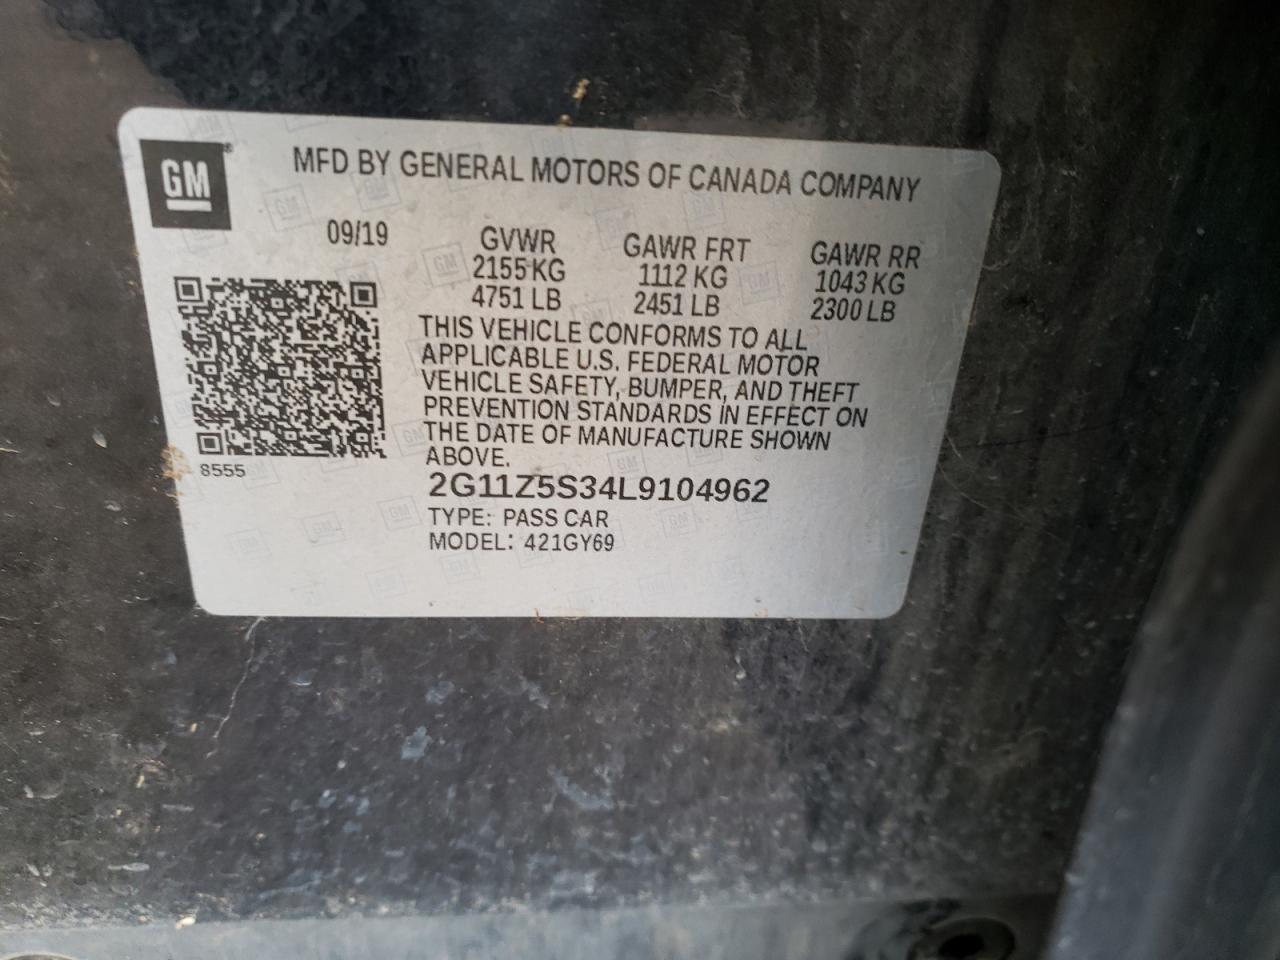 GM®
MFD BY GENERAL MOTORS OF CANADA COMPANY
09/19
GVWR
2155 KG
4751 LB
GAWR FRT
1112 KG
2451 LB
GAWR RR
1043 KG
2300 LB
THIS VEHICLE CONFORMS TO ALL
APPLICABLE U.S. FEDERAL MOTOR
VEHICLE SAFETY, BUMPER, AND THEFT
PREVENTION STANDARDS IN EFFECT ON
THE DATE OF MANUFACTURE SHOWN
ABOVE.
8555
2G11Z5S34L9104962
TYPE: PASS CAR
MODEL: 421GY69